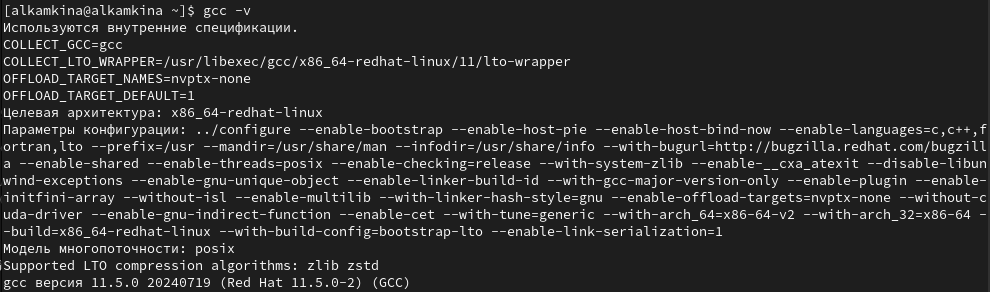 [alkamkina@alkamkina ~]$ gcc -v
Используются внутренние спецификации.
COLLECT_GCC=gcc
COLLECT_LTO_WRAPPER=/usr/libexec/gcc/x86_64-redhat-linux/11/lto-wrapper
OFFLOAD_TARGET_NAMES=nvptx-none
OFFLOAD_TARGET_DEFAULT=1
Целевая архитектура: x86_64-redhat-linux
Параметры конфигурации: ../configure --enable-bootstrap --enable-host-pie --enable-host-bind-now --enable-languages=c,c++,f
ortran,lto --prefix=/usr --mandir=/usr/share/man --infodir=/usr/share/info --with-bugurl=http://bugzilla.redhat.com/bugzill
a --enable-shared --enable-threads=posix --enable-checking=release --with-system-zlib --enable-__cxa_atexit --disable-libun
wind-exceptions --enable-gnu-unique-object --enable-linker-build-id --with-gcc-major-version-only --enable-plugin --enable-
initfini-array --without-isl --enable-multilib --with-linker-hash-style=gnu --enable-offload-targets=nvptx-none --without-c
uda-driver --enable-gnu-indirect-function --enable-cet --with-tune=generic --with-arch_64=x86-64-v2 --with-arch_32=x86-64 -
-build=x86_64-redhat-linux --with-build-config=bootstrap-lto --enable-link-serialization=1
Модель многопоточности: posix
Supported LTO compression algorithms: zlib zstd
gcc версия 11.5.0 20240719 (Red Hat 11.5.0-2) (GCC)